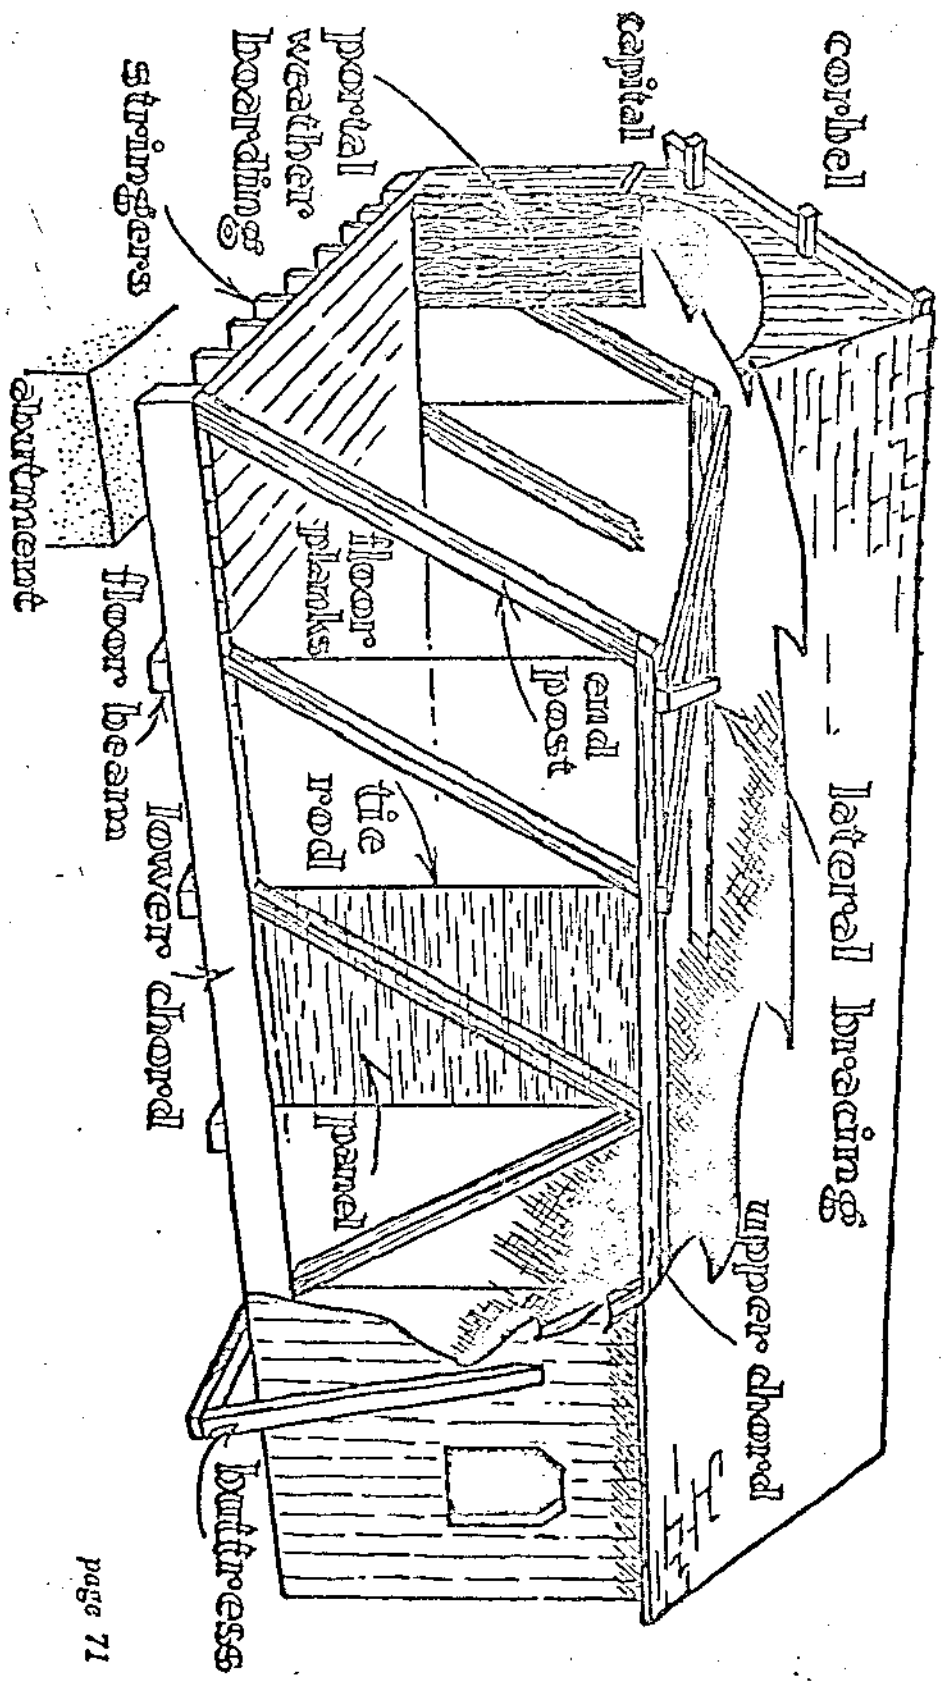 corbel
capital
portal
weather
boarding
stringers
lateral bracing
upper chord
end
post
floor
planks
tie
rod
panel
abutment
floor beam
lower chord
buttress
page 71